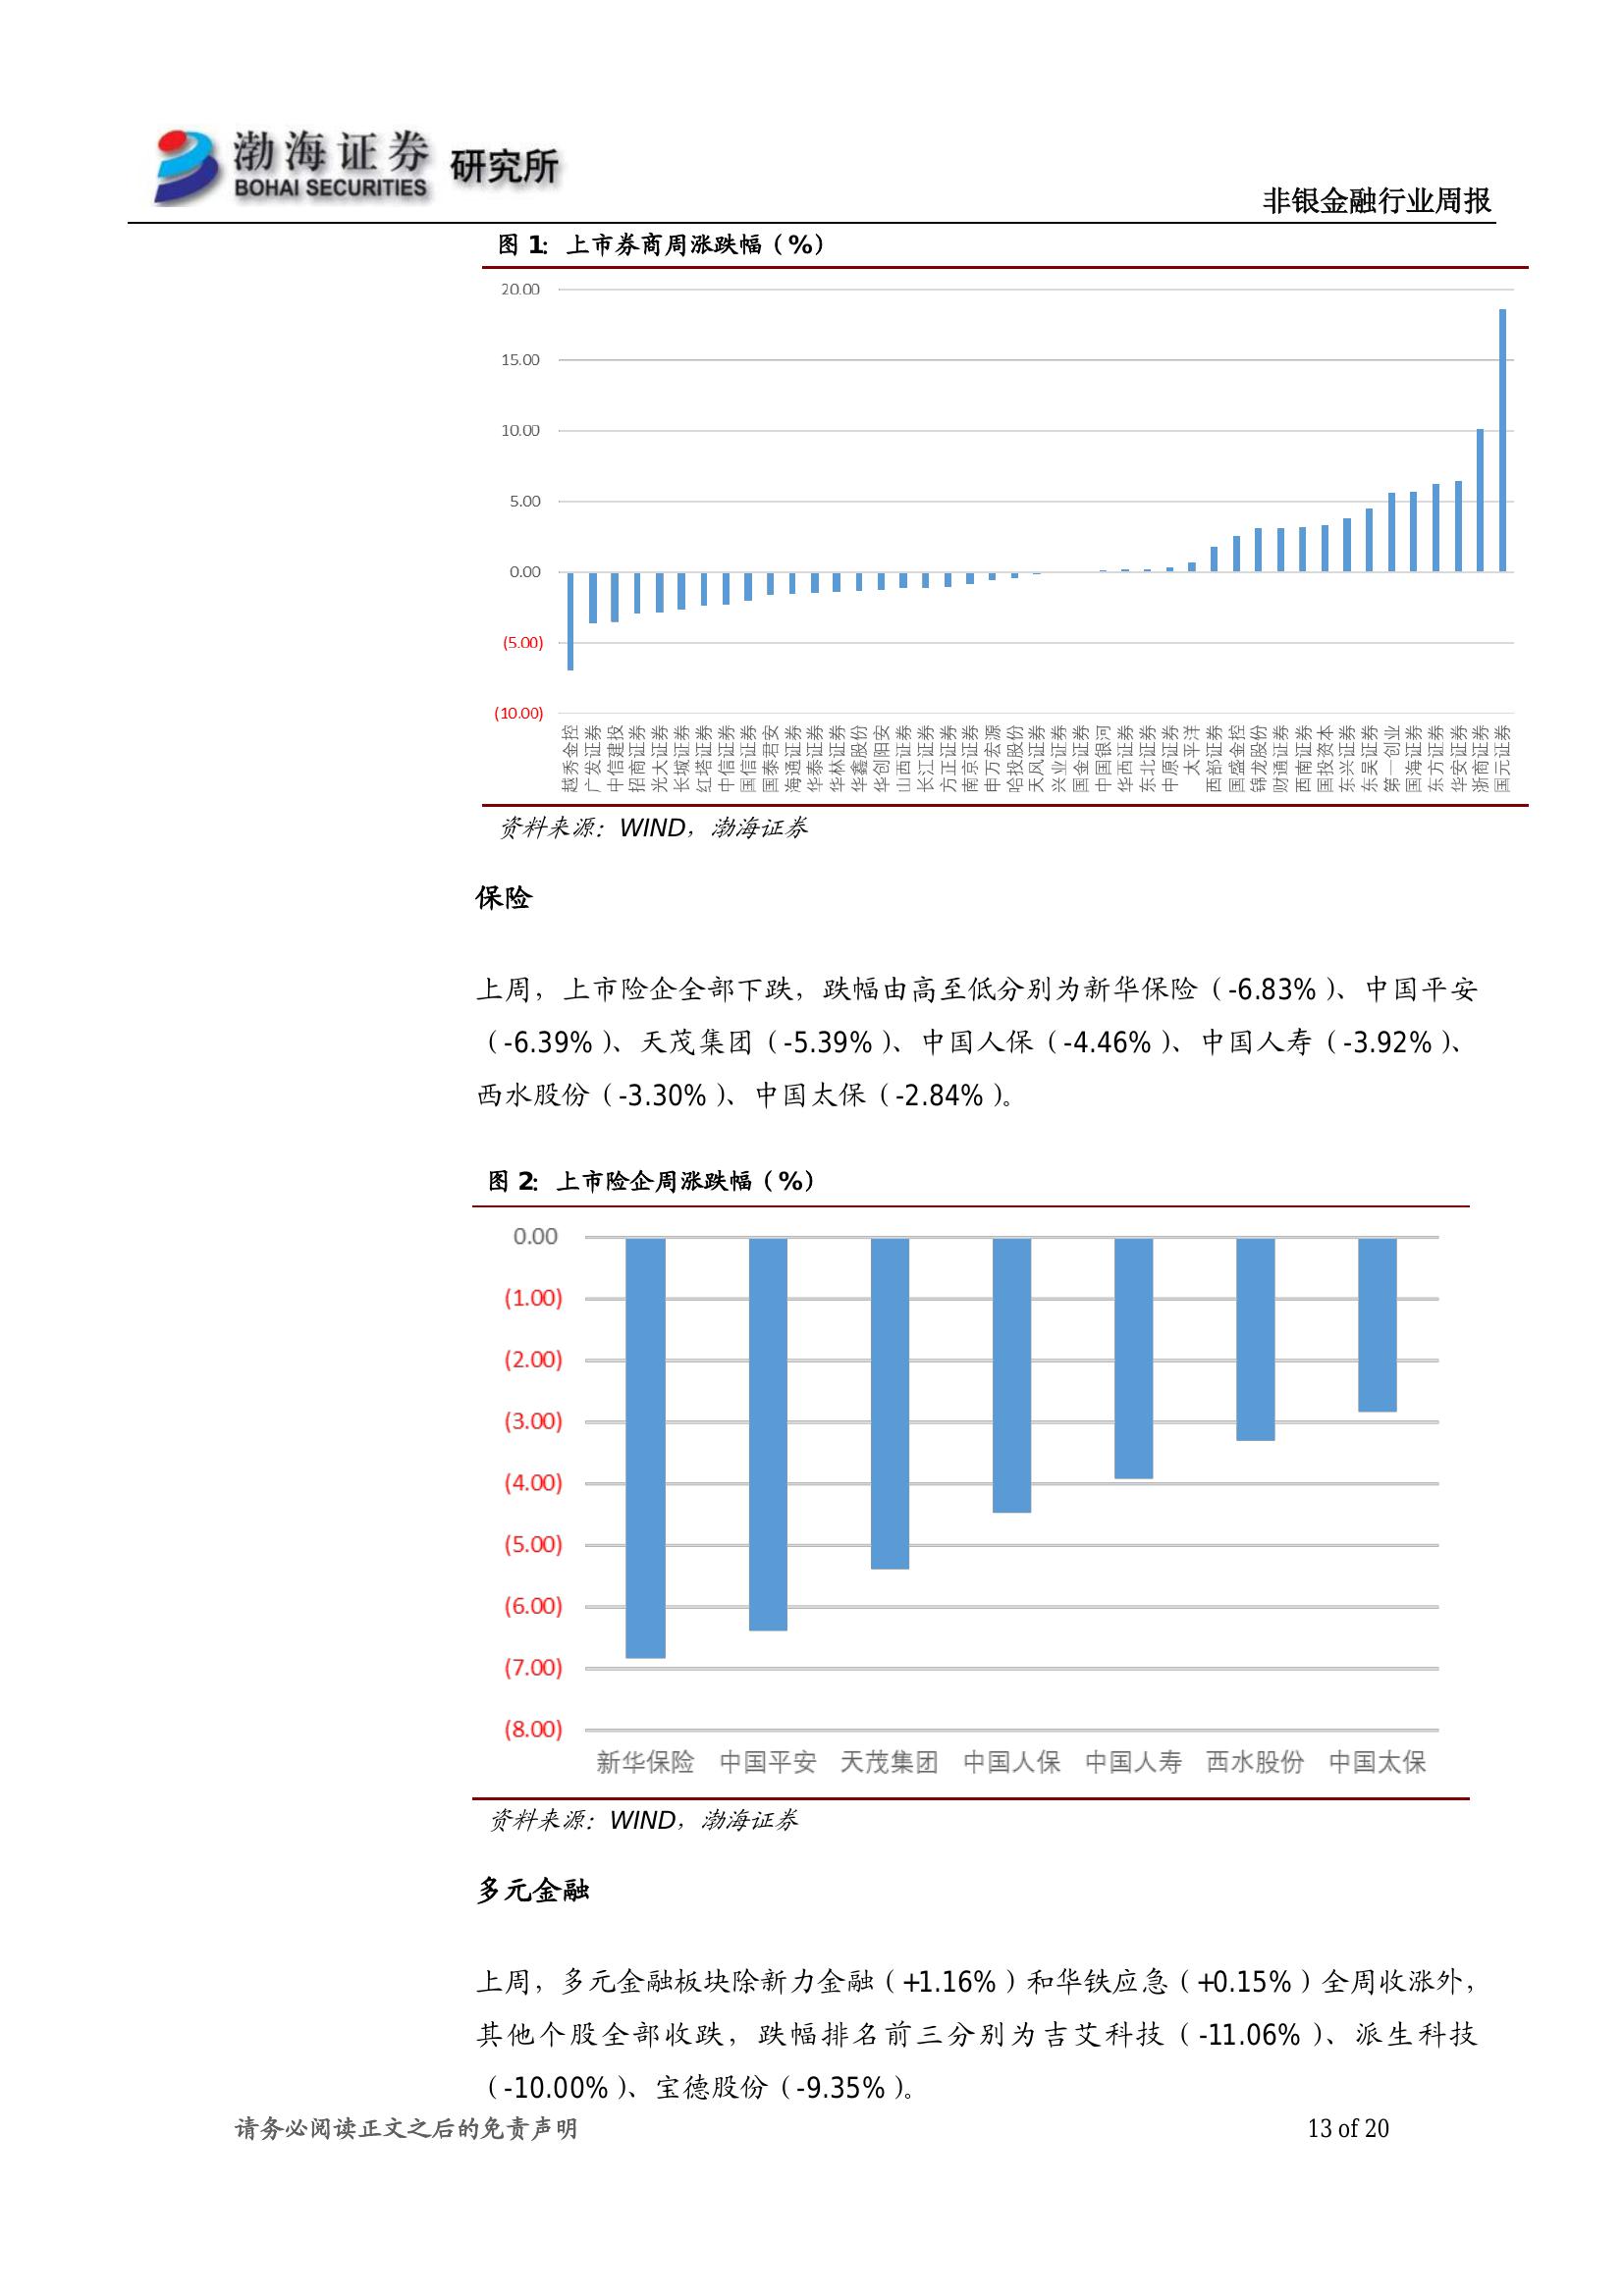 渤海证券 研究所
BOHAI SECURITIES
非银金融行业周报
图 1：上市券商周涨跌幅（%）
20.00
15.00
10.00
5.00
0.00
(5.00)
(10.00)
越秀金控 广发证券 中信建投 招商证券 光大证券 长城证券 红塔证券 中信证券 国信证券 国泰君安 海通证券 华泰证券 华林证券 华鑫股份 华创阳安 山西证券 长江证券 方正证券 南京证券 申万宏源 哈投股份 天风证券 兴业证券 国金证券 中国银河 华西证券 东北证券 中原证券 太平洋 西部证券 国盛金控 锦龙股份 财通证券 西南证券 国投资本 东兴证券 东吴证券 第一创业 国海证券 东方证券 华安证券 浙商证券 国元证券
资料来源：WIND，渤海证券
保险
上周，上市险企全部下跌，跌幅由高至低分别为新华保险（-6.83%）、中国平安
（-6.39%）、天茂集团（-5.39%）、中国人保（-4.46%）、中国人寿（-3.92%）、
西水股份（-3.30%）、中国太保（-2.84%）。
图 2：上市险企周涨跌幅（%）
0.00
(1.00)
(2.00)
(3.00)
(4.00)
(5.00)
(6.00)
(7.00)
(8.00)
新华保险 中国平安 天茂集团 中国人保 中国人寿 西水股份 中国太保
资料来源：WIND，渤海证券
多元金融
上周，多元金融板块除新力金融（+1.16%）和华铁应急（+0.15%）全周收涨外，
其他个股全部收跌，跌幅排名前三分别为吉艾科技（-11.06%）、派生科技
（-10.00%）、宝德股份（-9.35%）。
请务必阅读正文之后的免责声明 13 of 20